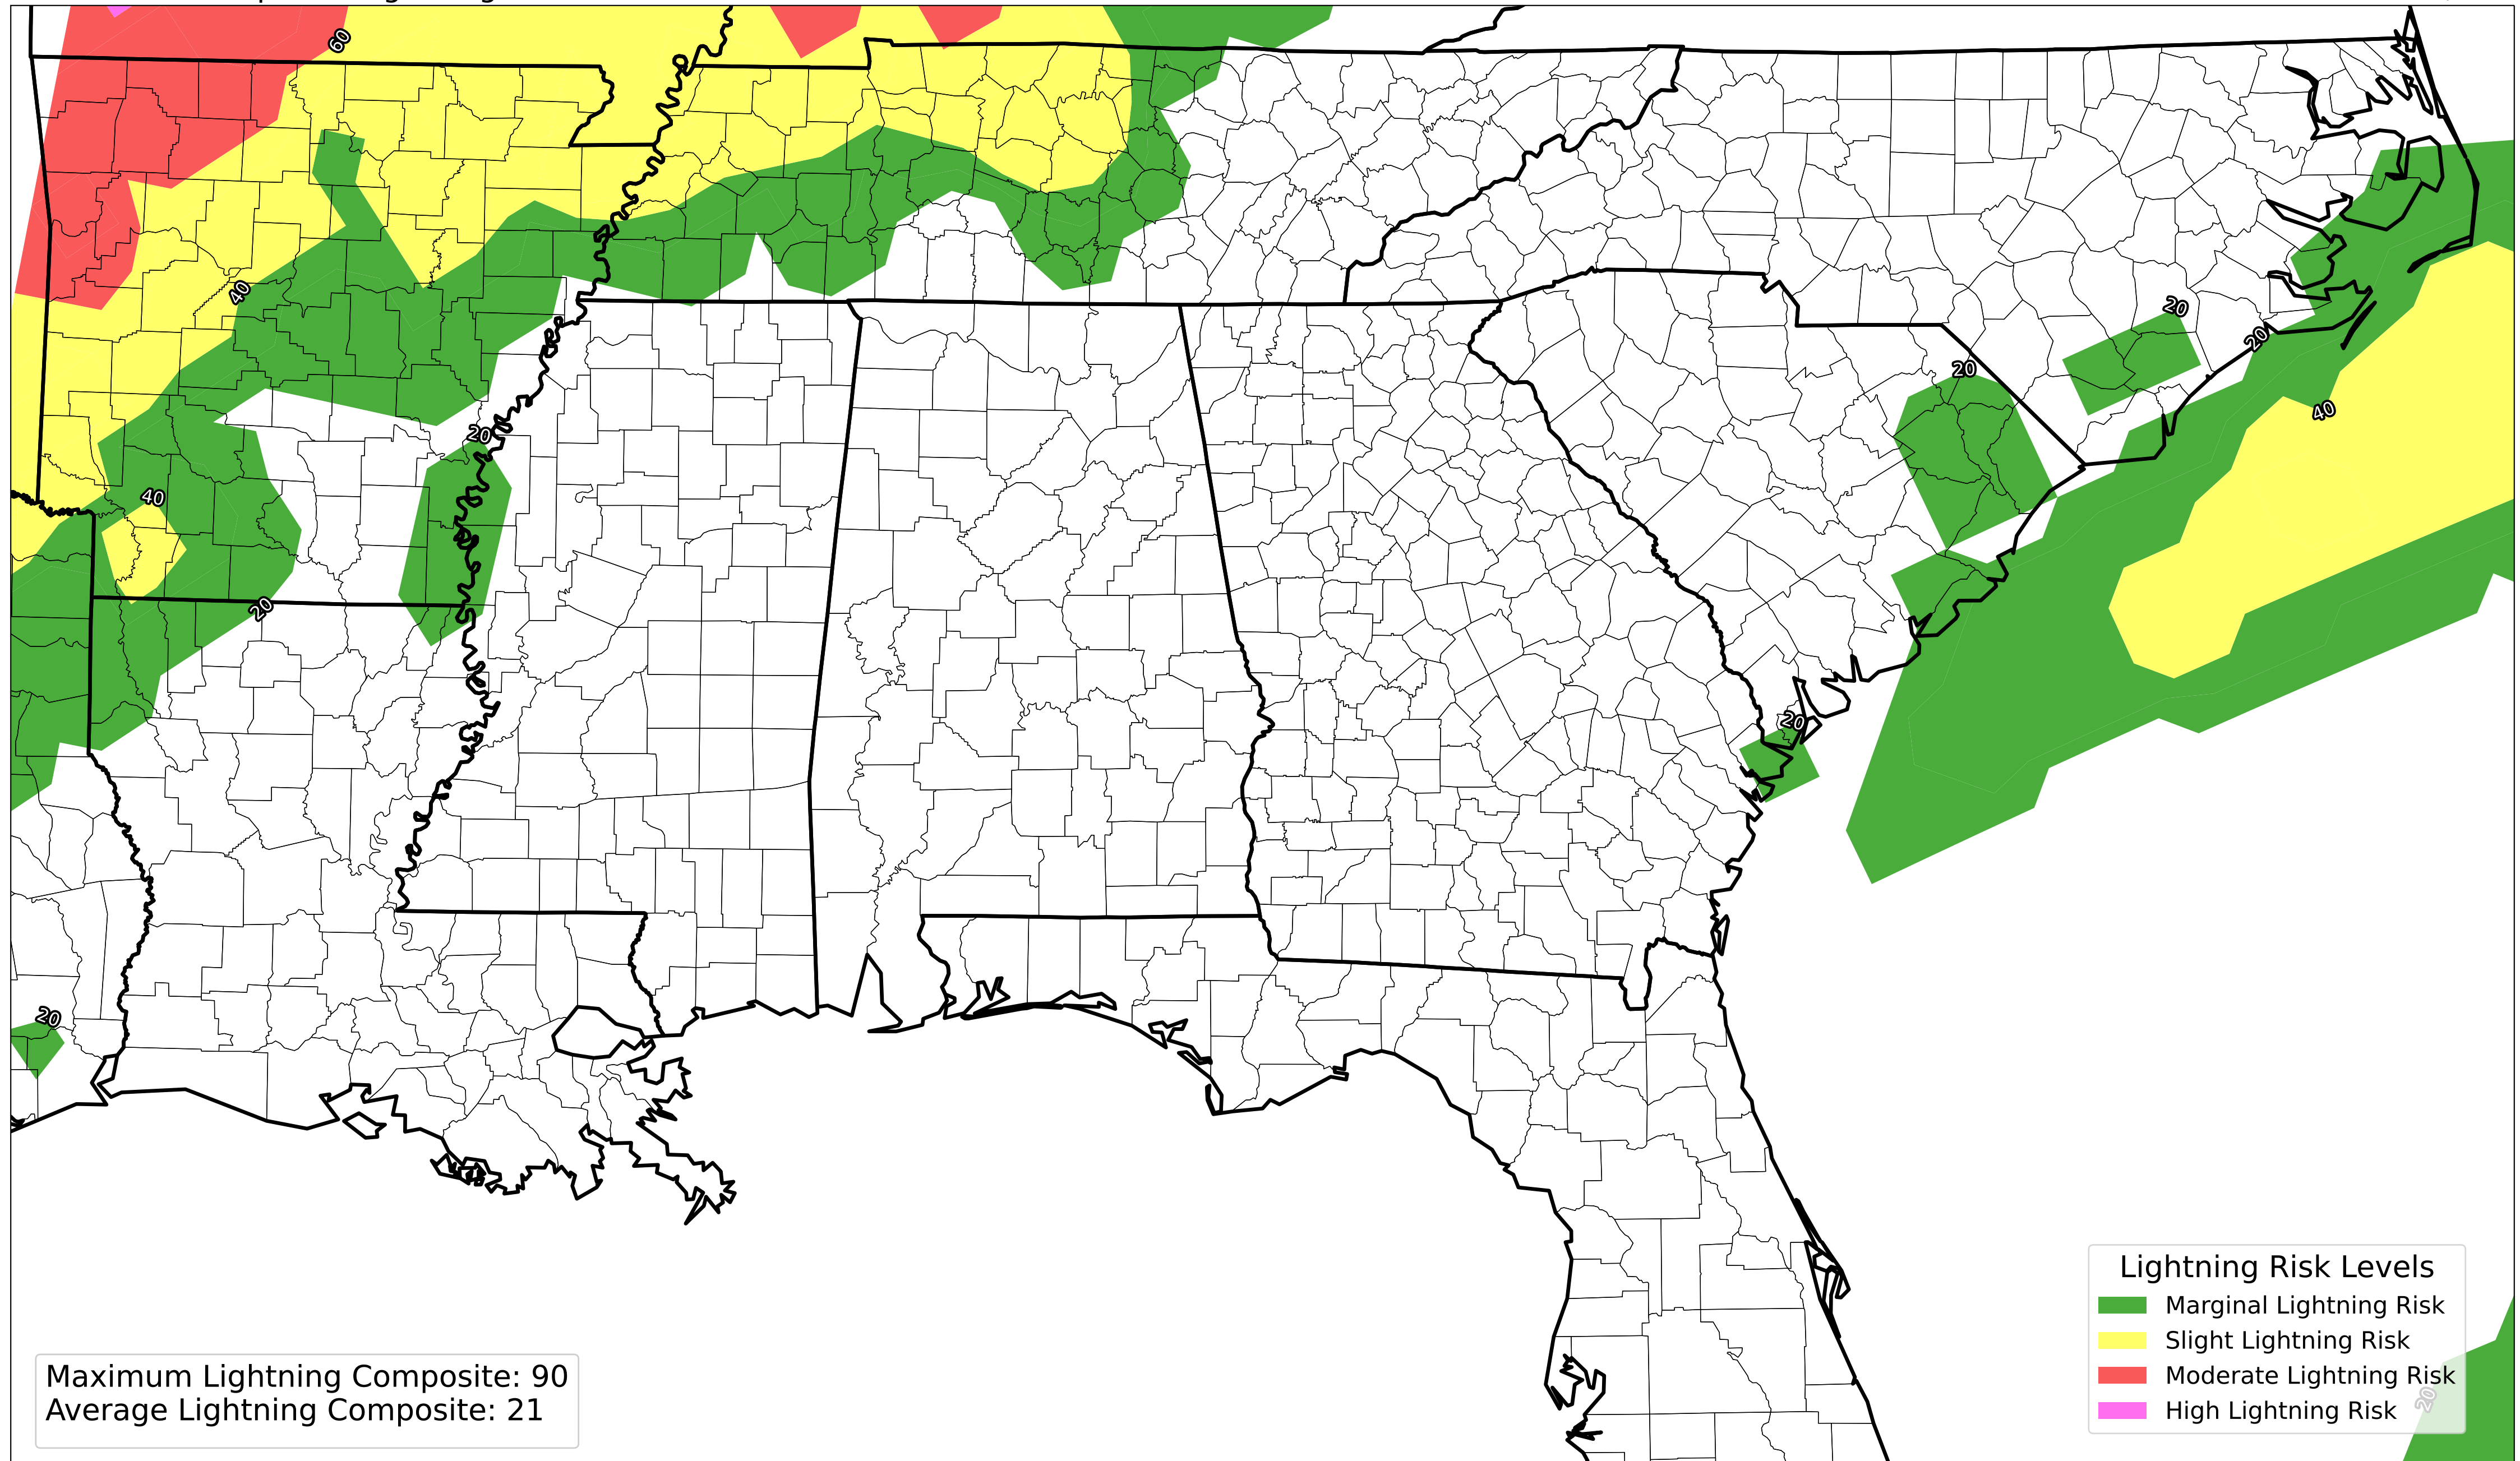 60
40
20
20
20
20
40
40
20
20
20
Maximum Lightning Composite: 90
Average Lightning Composite: 21
Lightning Risk Levels
Marginal Lightning Risk
Slight Lightning Risk
Moderate Lightning Risk
High Lightning Risk
20